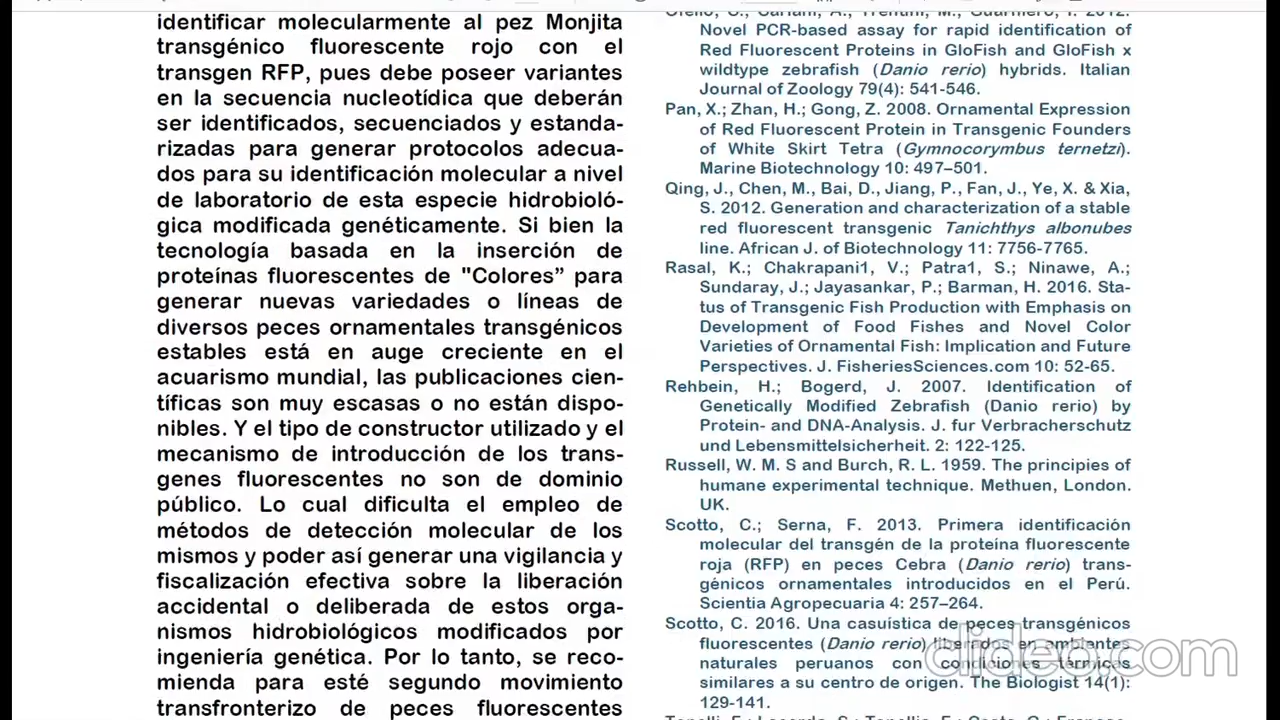 identificar molecularmente al pez Monjita
transgénico fluorescente rojo con el
transgen RFP, pues debe poseer variantes
en la secuencia nucleotídica que deberán
ser identificados, secuenciados y estanda-
rizadas para generar protocolos adecua-
dos para su identificación molecular a nivel
de laboratorio de esta especie hidrobioló-
gica modificada genéticamente. Si bien la
tecnología basada en la inserción de
proteínas fluorescentes de "Colores” para
generar nuevas variedades o líneas de
diversos peces ornamentales transgénicos
estables está en auge creciente en el
acuarismo mundial, las publicaciones cien-
tíficas son muy escasas o no están dispo-
nibles. Y el tipo de constructor utilizado y el
mecanismo de introducción de los trans-
genes fluorescentes no son de dominio
público. Lo cual dificulta el empleo de
métodos de detección molecular de los
mismos y poder así generar una vigilancia y
fiscalización efectiva sobre la liberación
accidental o deliberada de estos orga-
nismos hidrobiológicos modificados por
ingeniería genética. Por lo tanto, se reco-
mienda para esté segundo movimiento
transfronterizo de peces fluorescentes
Novel PCR-based assay for rapid identification of
Red Fluorescent Proteins in GloFish and GloFish x
wildtype zebrafish (Danio rerio) hybrids. Italian
Journal of Zoology 79(4): 541-546.
Pan, X.; Zhan, H.; Gong, Z. 2008. Ornamental Expression
of Red Fluorescent Protein in Transgenic Founders
of White Skirt Tetra (Gymnocorymbus ternetzi).
Marine Biotechnology 10: 497–501.
Qing, J., Chen, M., Bai, D., Jiang, P., Fan, J., Ye, X. & Xia,
S. 2012. Generation and characterization of a stable
red fluorescent transgenic Tanichthys albonubes
line. African J. of Biotechnology 11: 7756-7765.
Rasal, K.; Chakrapani1, V.; Patra1, S.; Ninawe, A.;
Sundaray, J.; Jayasankar, P.; Barman, H. 2016. Sta-
tus of Transgenic Fish Production with Emphasis on
Development of Food Fishes and Novel Color
Varieties of Ornamental Fish: Implication and Future
Perspectives. J. FisheriesSciences.com 10: 52-65.
Rehbein, H.; Bogerd, J. 2007. Identification of
Genetically Modified Zebrafish (Danio rerio) by
Protein- and DNA-Analysis. J. fur Verbracherschutz
und Lebensmittelsicherheit. 2: 122-125.
Russell, W. M. S and Burch, R. L. 1959. The principies of
humane experimental technique. Methuen, London.
UK.
Scotto, C.; Serna, F. 2013. Primera identificación
molecular del transgén de la proteína fluorescente
roja (RFP) en peces Cebra (Danio rerio) trans-
génicos ornamentales introducidos en el Perú.
Scientia Agropecuaria 4: 257–264.
Scotto, C. 2016. Una casuística de peces transgénicos
fluorescentes (Danio rerio) liberados en ambientes
naturales peruanos con condiciones térmicas
similares a su centro de origen. The Biologist 14(1):
129-141.
clideo.com